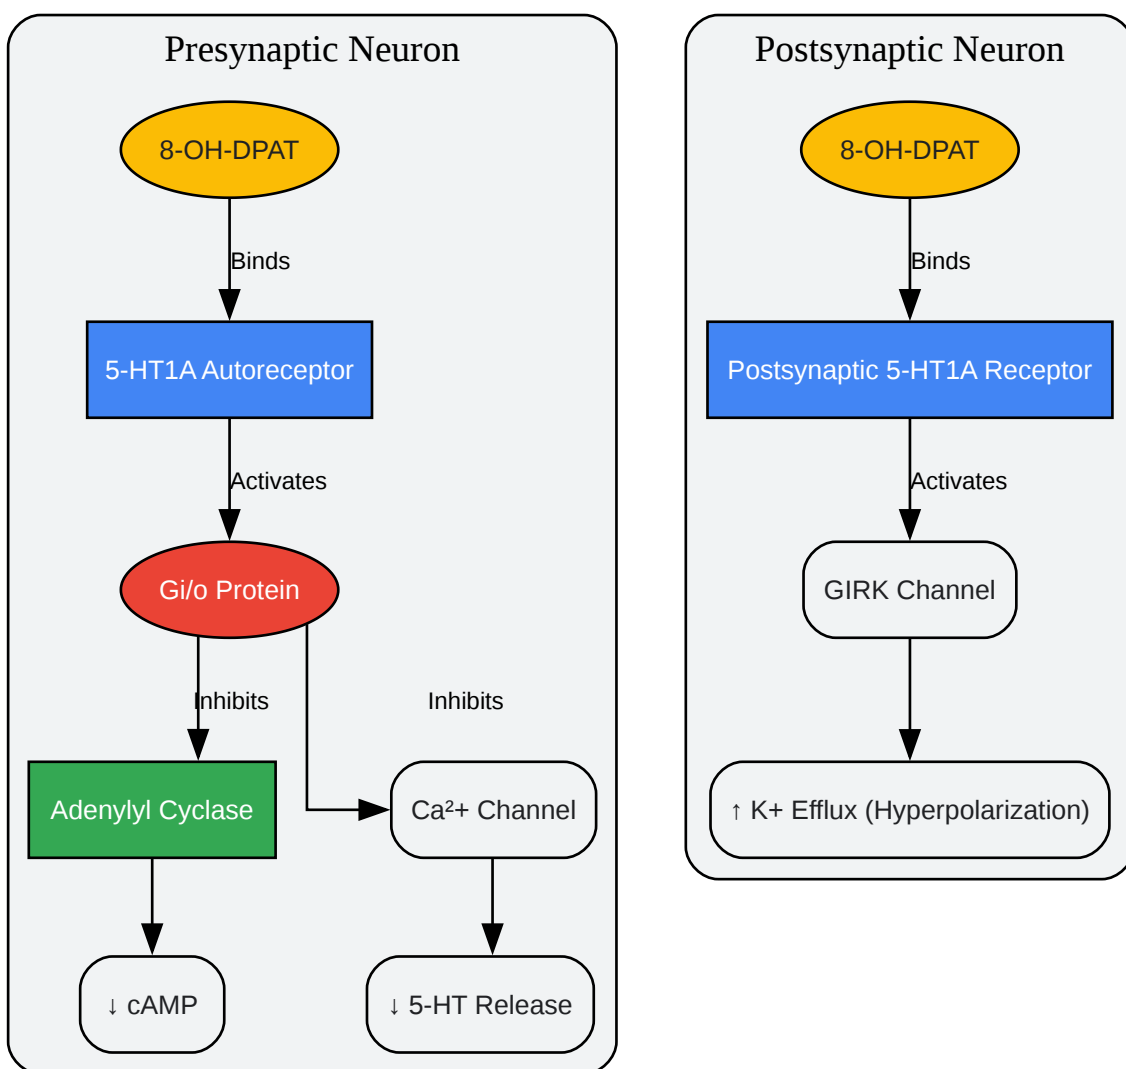 Presynaptic Neuron
8-OH-DPAT
Binds
5-HT1A Autoreceptor
Activates
Gi/o Protein
Inhibits
Inhibits
Adenylyl Cyclase
Ca²+ Channel
↓ cAMP
↓ 5-HT Release
Postsynaptic Neuron
8-OH-DPAT
Binds
Postsynaptic 5-HT1A Receptor
Activates
GIRK Channel
↑ K+ Efflux (Hyperpolarization)